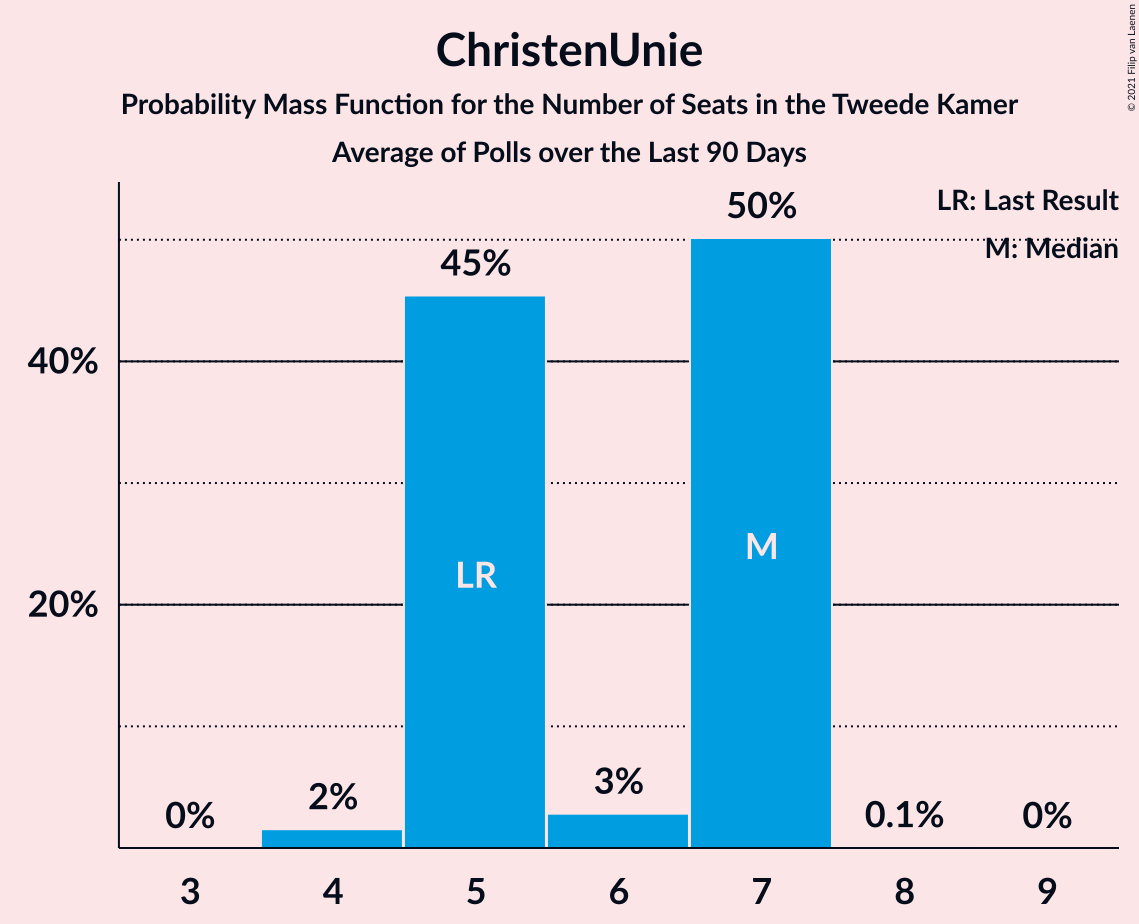 ChristenUnie
Probability Mass Function for the Number of Seats in the Tweede Kamer
Average of Polls over the Last 90 Days
© 2021 Filip van Laenen
LR: Last Result
M: Median
50%
45%
40%
20%
LR
M
0%
2%
3%
0.1%
0%
3
4
5
6
7
8
9